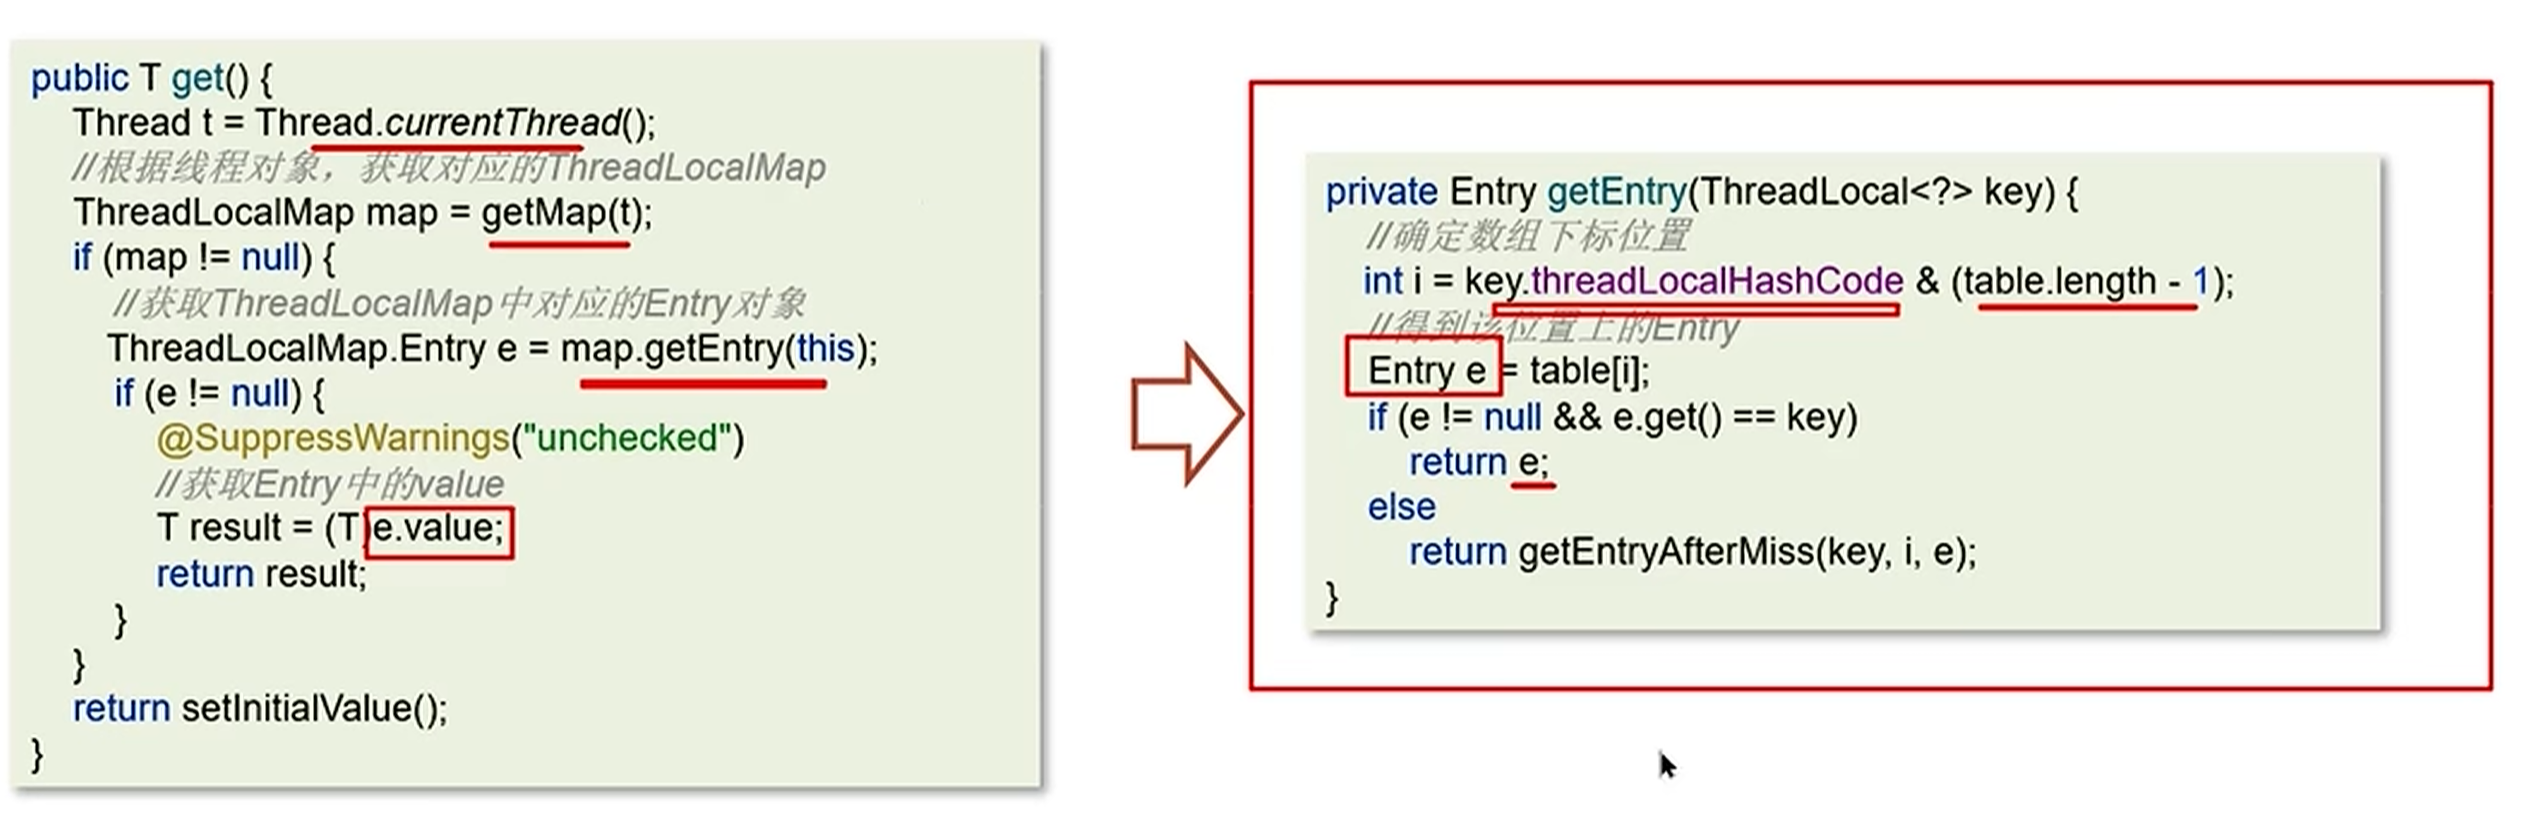 public T get() {
Thread t = Thread.currentThread();
//根据线程对象，获取对应的ThreadLocalMap
ThreadLocalMap map = getMap(t);
if (map != null) {
//获取ThreadLocalMap中对应的Entry对象
ThreadLocalMap.Entry e = map.getEntry(this);
if (e != null) {
@SuppressWarnings("unchecked")
//获取Entry中的value
T result = (T)e.value;
return result;
}
}
return setInitialValue();
}
private Entry getEntry(ThreadLocal<?> key) {
//确定数组下标位置
int i = key.threadLocalHashCode & (table.length - 1);
//得到该位置上的Entry
Entry e = table[i];
if (e != null && e.get() == key)
return e;
else
return getEntryAfterMiss(key, i, e);
}